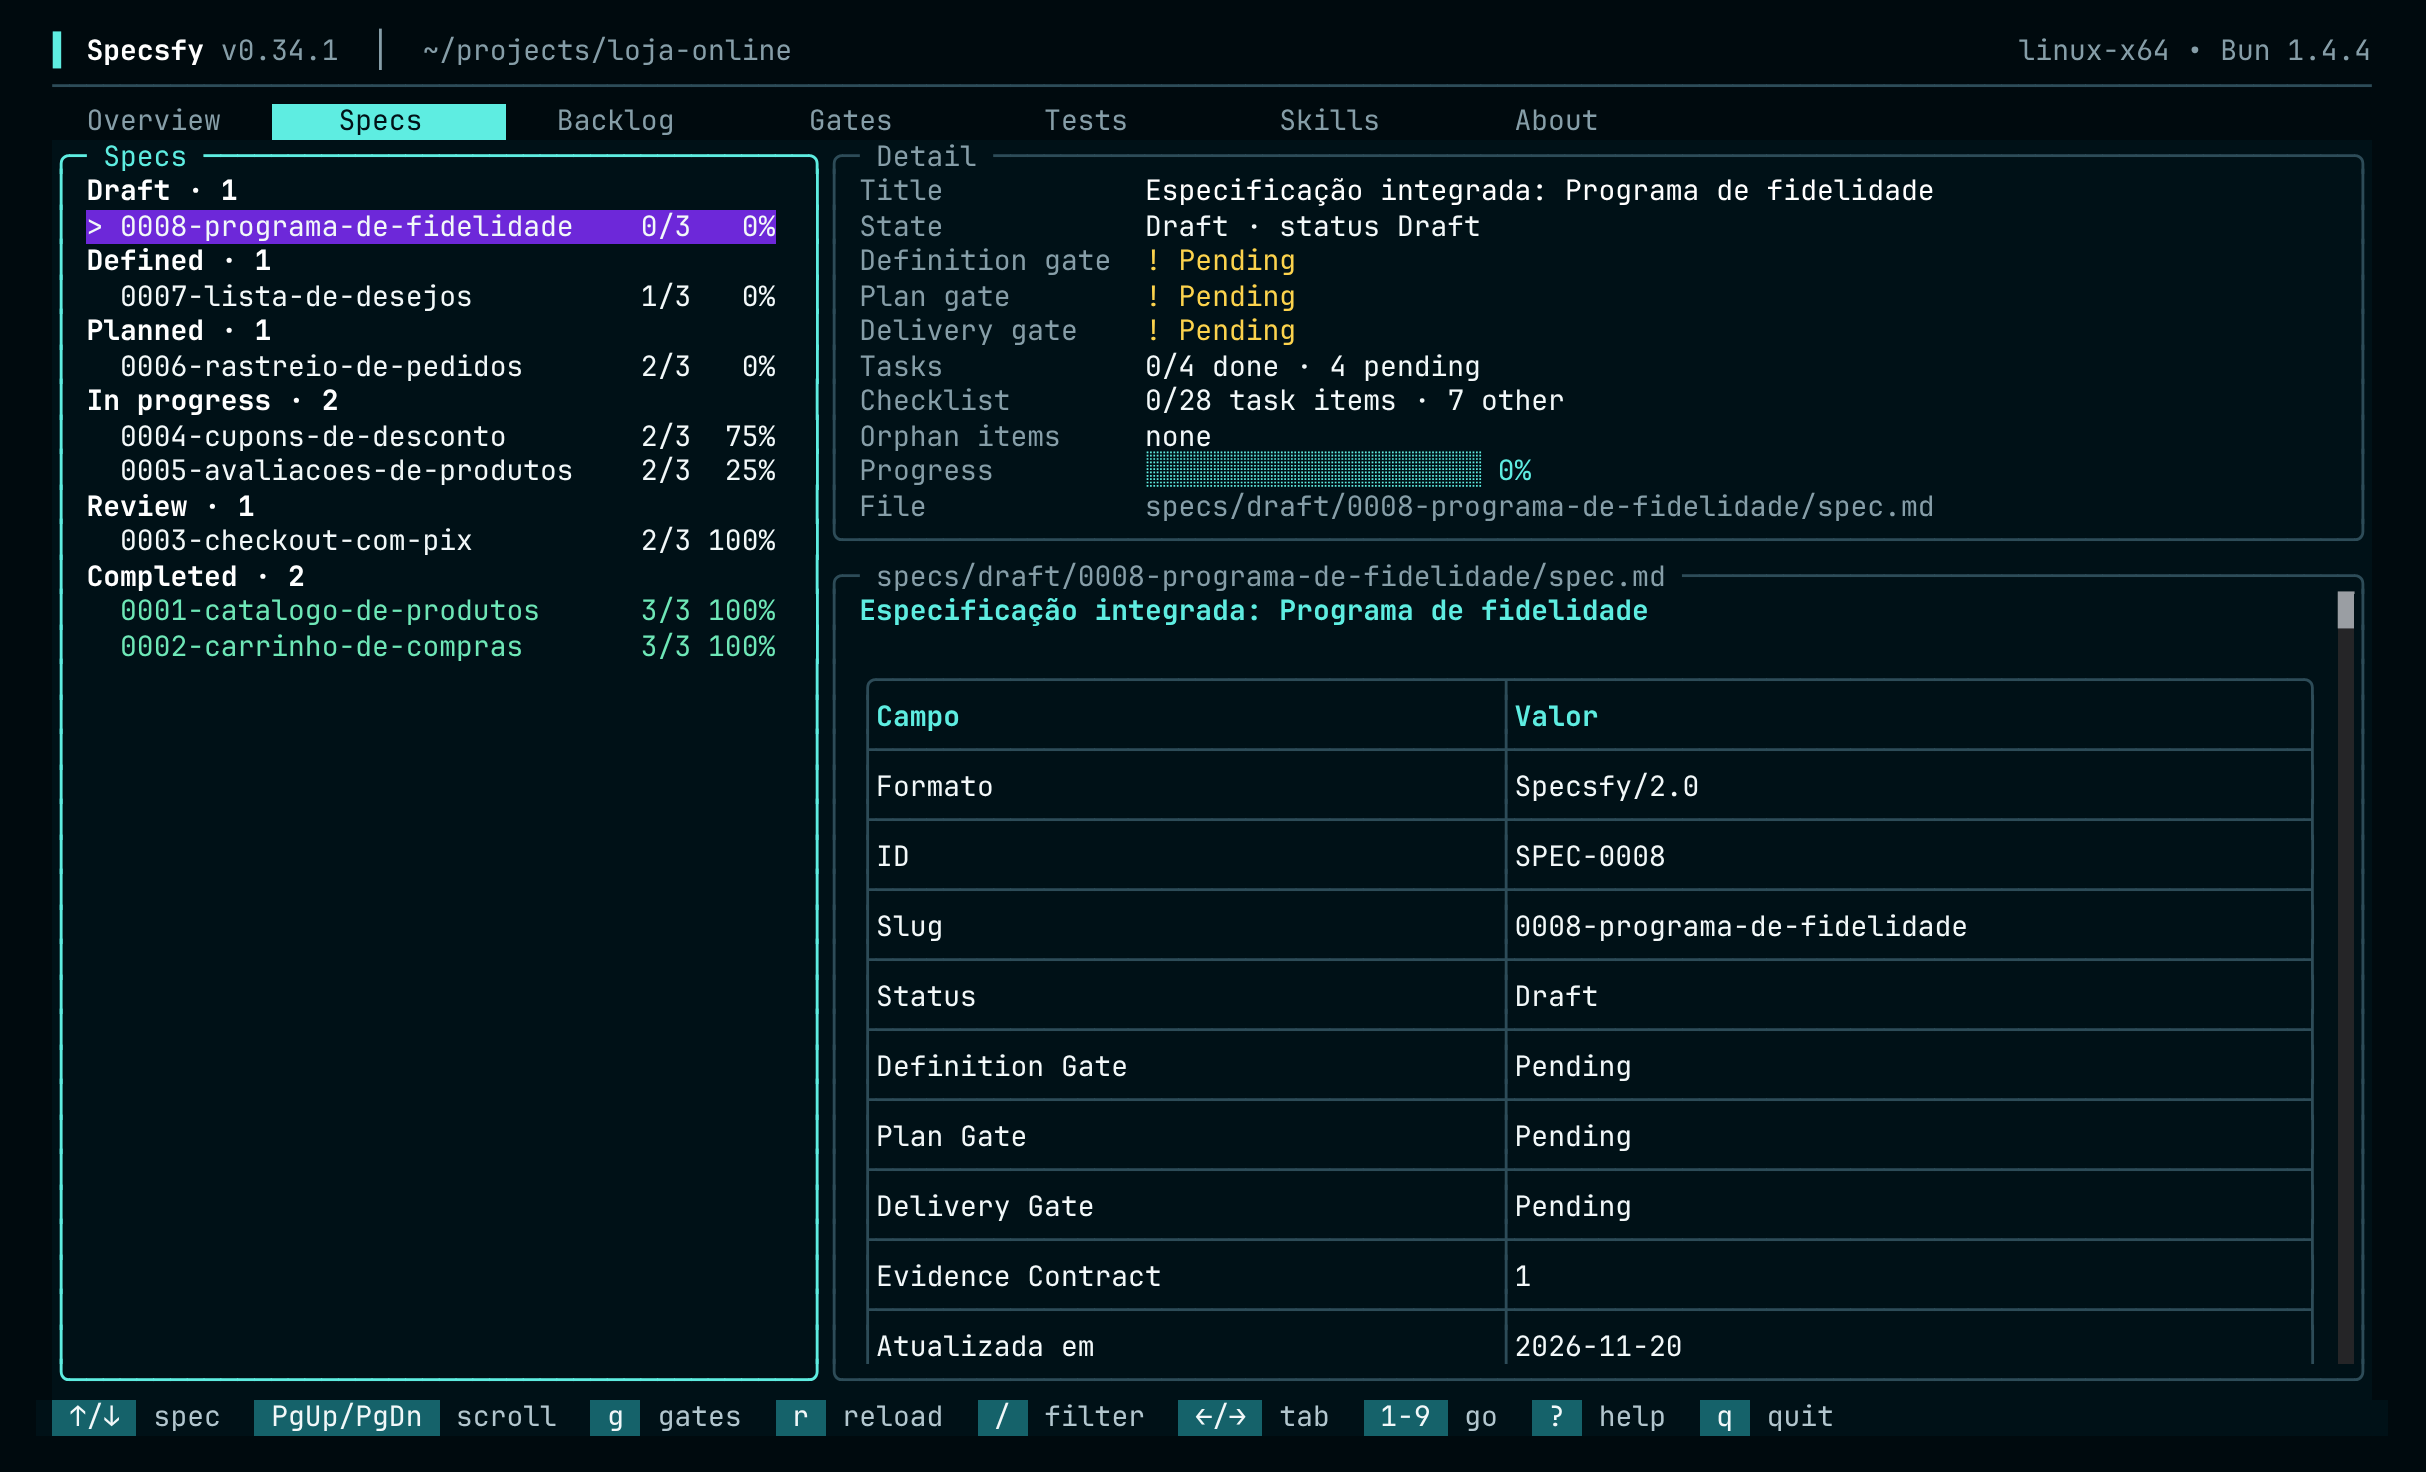 Specsfy v0.34.1 │ ~/projects/loja-online linux-x64 • Bun 1.4.4
Overview Specs Backlog Gates Tests Skills About
Specs
Draft · 1
> 0008-programa-de-fidelidade 0/3 0%
Defined · 1
0007-lista-de-desejos 1/3 0%
Planned · 1
0006-rastreio-de-pedidos 2/3 0%
In progress · 2
0004-cupons-de-desconto 2/3 75%
0005-avaliacoes-de-produtos 2/3 25%
Review · 1
0003-checkout-com-pix 2/3 100%
Completed · 2
0001-catalogo-de-produtos 3/3 100%
0002-carrinho-de-compras 3/3 100%
Detail
Title Especificação integrada: Programa de fidelidade
State Draft · status Draft
Definition gate ! Pending
Plan gate ! Pending
Delivery gate ! Pending
Tasks 0/4 done · 4 pending
Checklist 0/28 task items · 7 other
Orphan items none
Progress 0%
File specs/draft/0008-programa-de-fidelidade/spec.md
specs/draft/0008-programa-de-fidelidade/spec.md
Especificação integrada: Programa de fidelidade
Campo Valor
Formato Specsfy/2.0
ID SPEC-0008
Slug 0008-programa-de-fidelidade
Status Draft
Definition Gate Pending
Plan Gate Pending
Delivery Gate Pending
Evidence Contract 1
Atualizada em 2026-11-20
↑/↓ spec PgUp/PgDn scroll g gates r reload / filter ←/→ tab 1-9 go ? help q quit